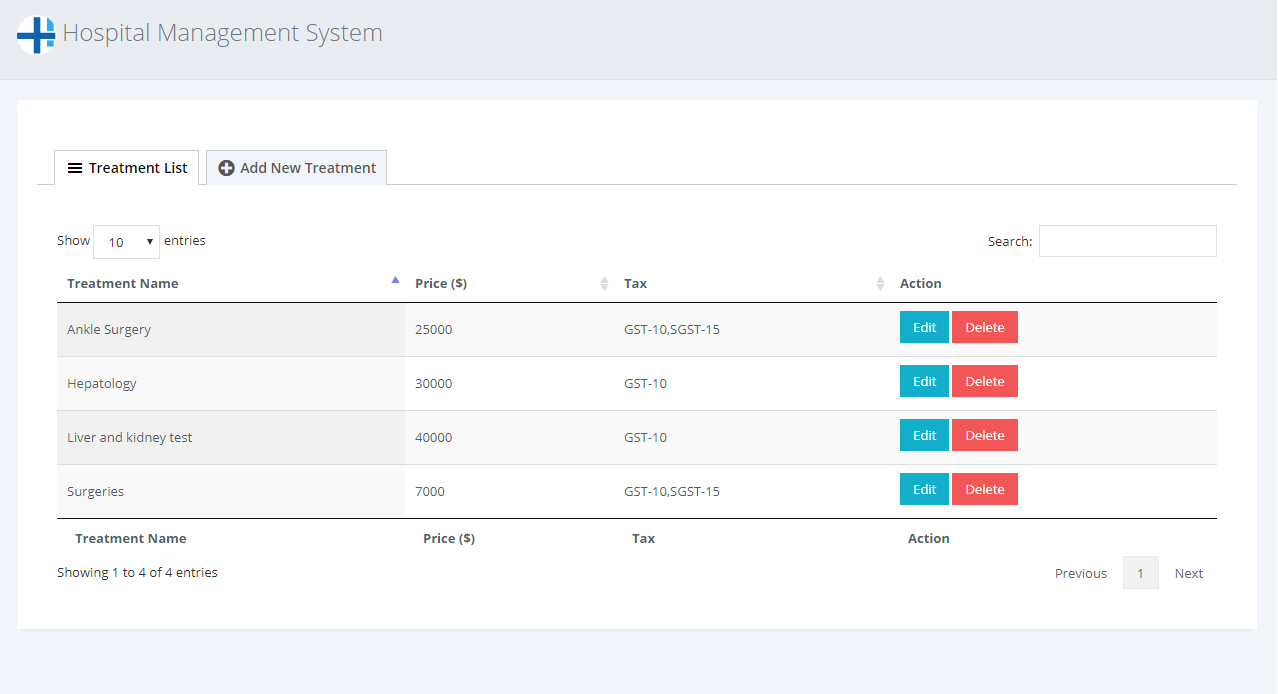 Hospital Management System
Treatment List Add New Treatment
Show 10 entries Search:
Treatment Name Price ($) Tax Action
Ankle Surgery 25000 GST-10,SGST-15 Edit Delete
Hepatology 30000 GST-10 Edit Delete
Liver and kidney test 40000 GST-10 Edit Delete
Surgeries 7000 GST-10,SGST-15 Edit Delete
Treatment Name Price ($) Tax Action
Showing 1 to 4 of 4 entries Previous 1 Next